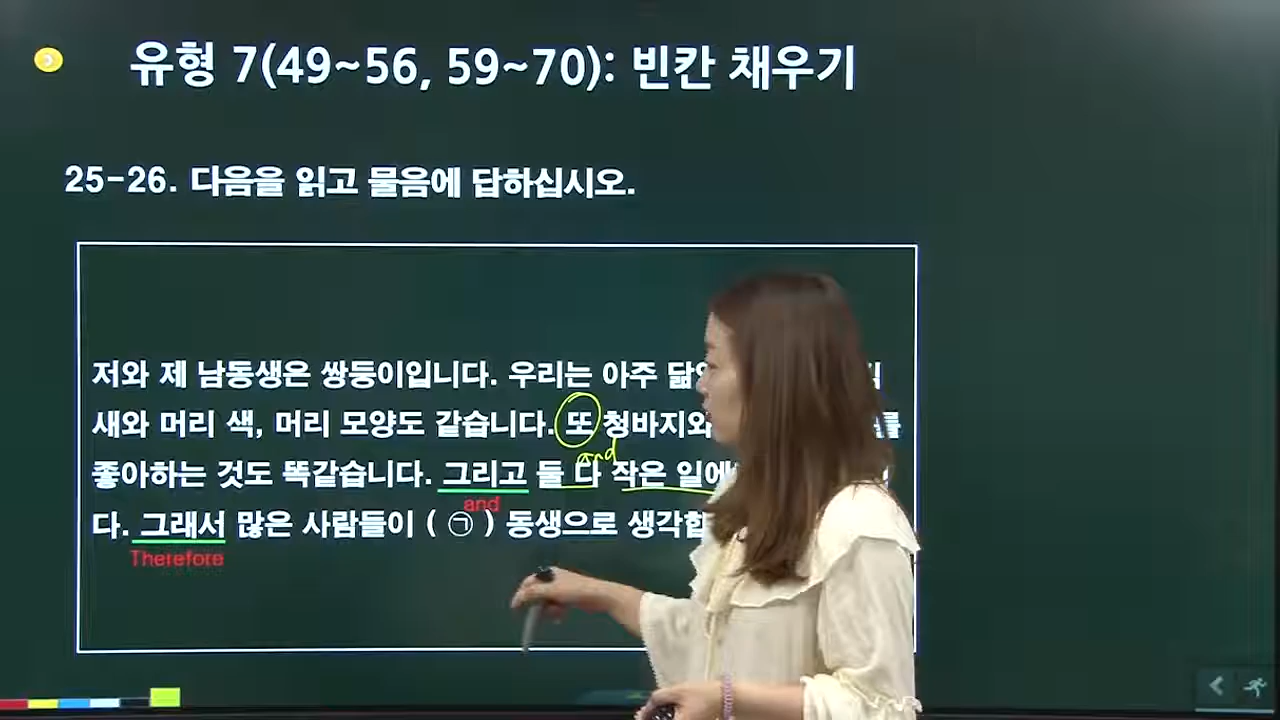 유형 7(49~56, 59~70): 빈칸 채우기
25-26. 다음을 읽고 물음에 답하십시오.
저와 제 남동생은 쌍둥이입니다. 우리는 아주
새와 머리 색, 머리 모양도 같습니다. 또 청바지와
and
좋아하는 것도 똑같습니다. 그리고 둘 다 작은 일에
and
다. 그래서 많은 사람들이 ( ㉠ ) 동생으로
Therefore